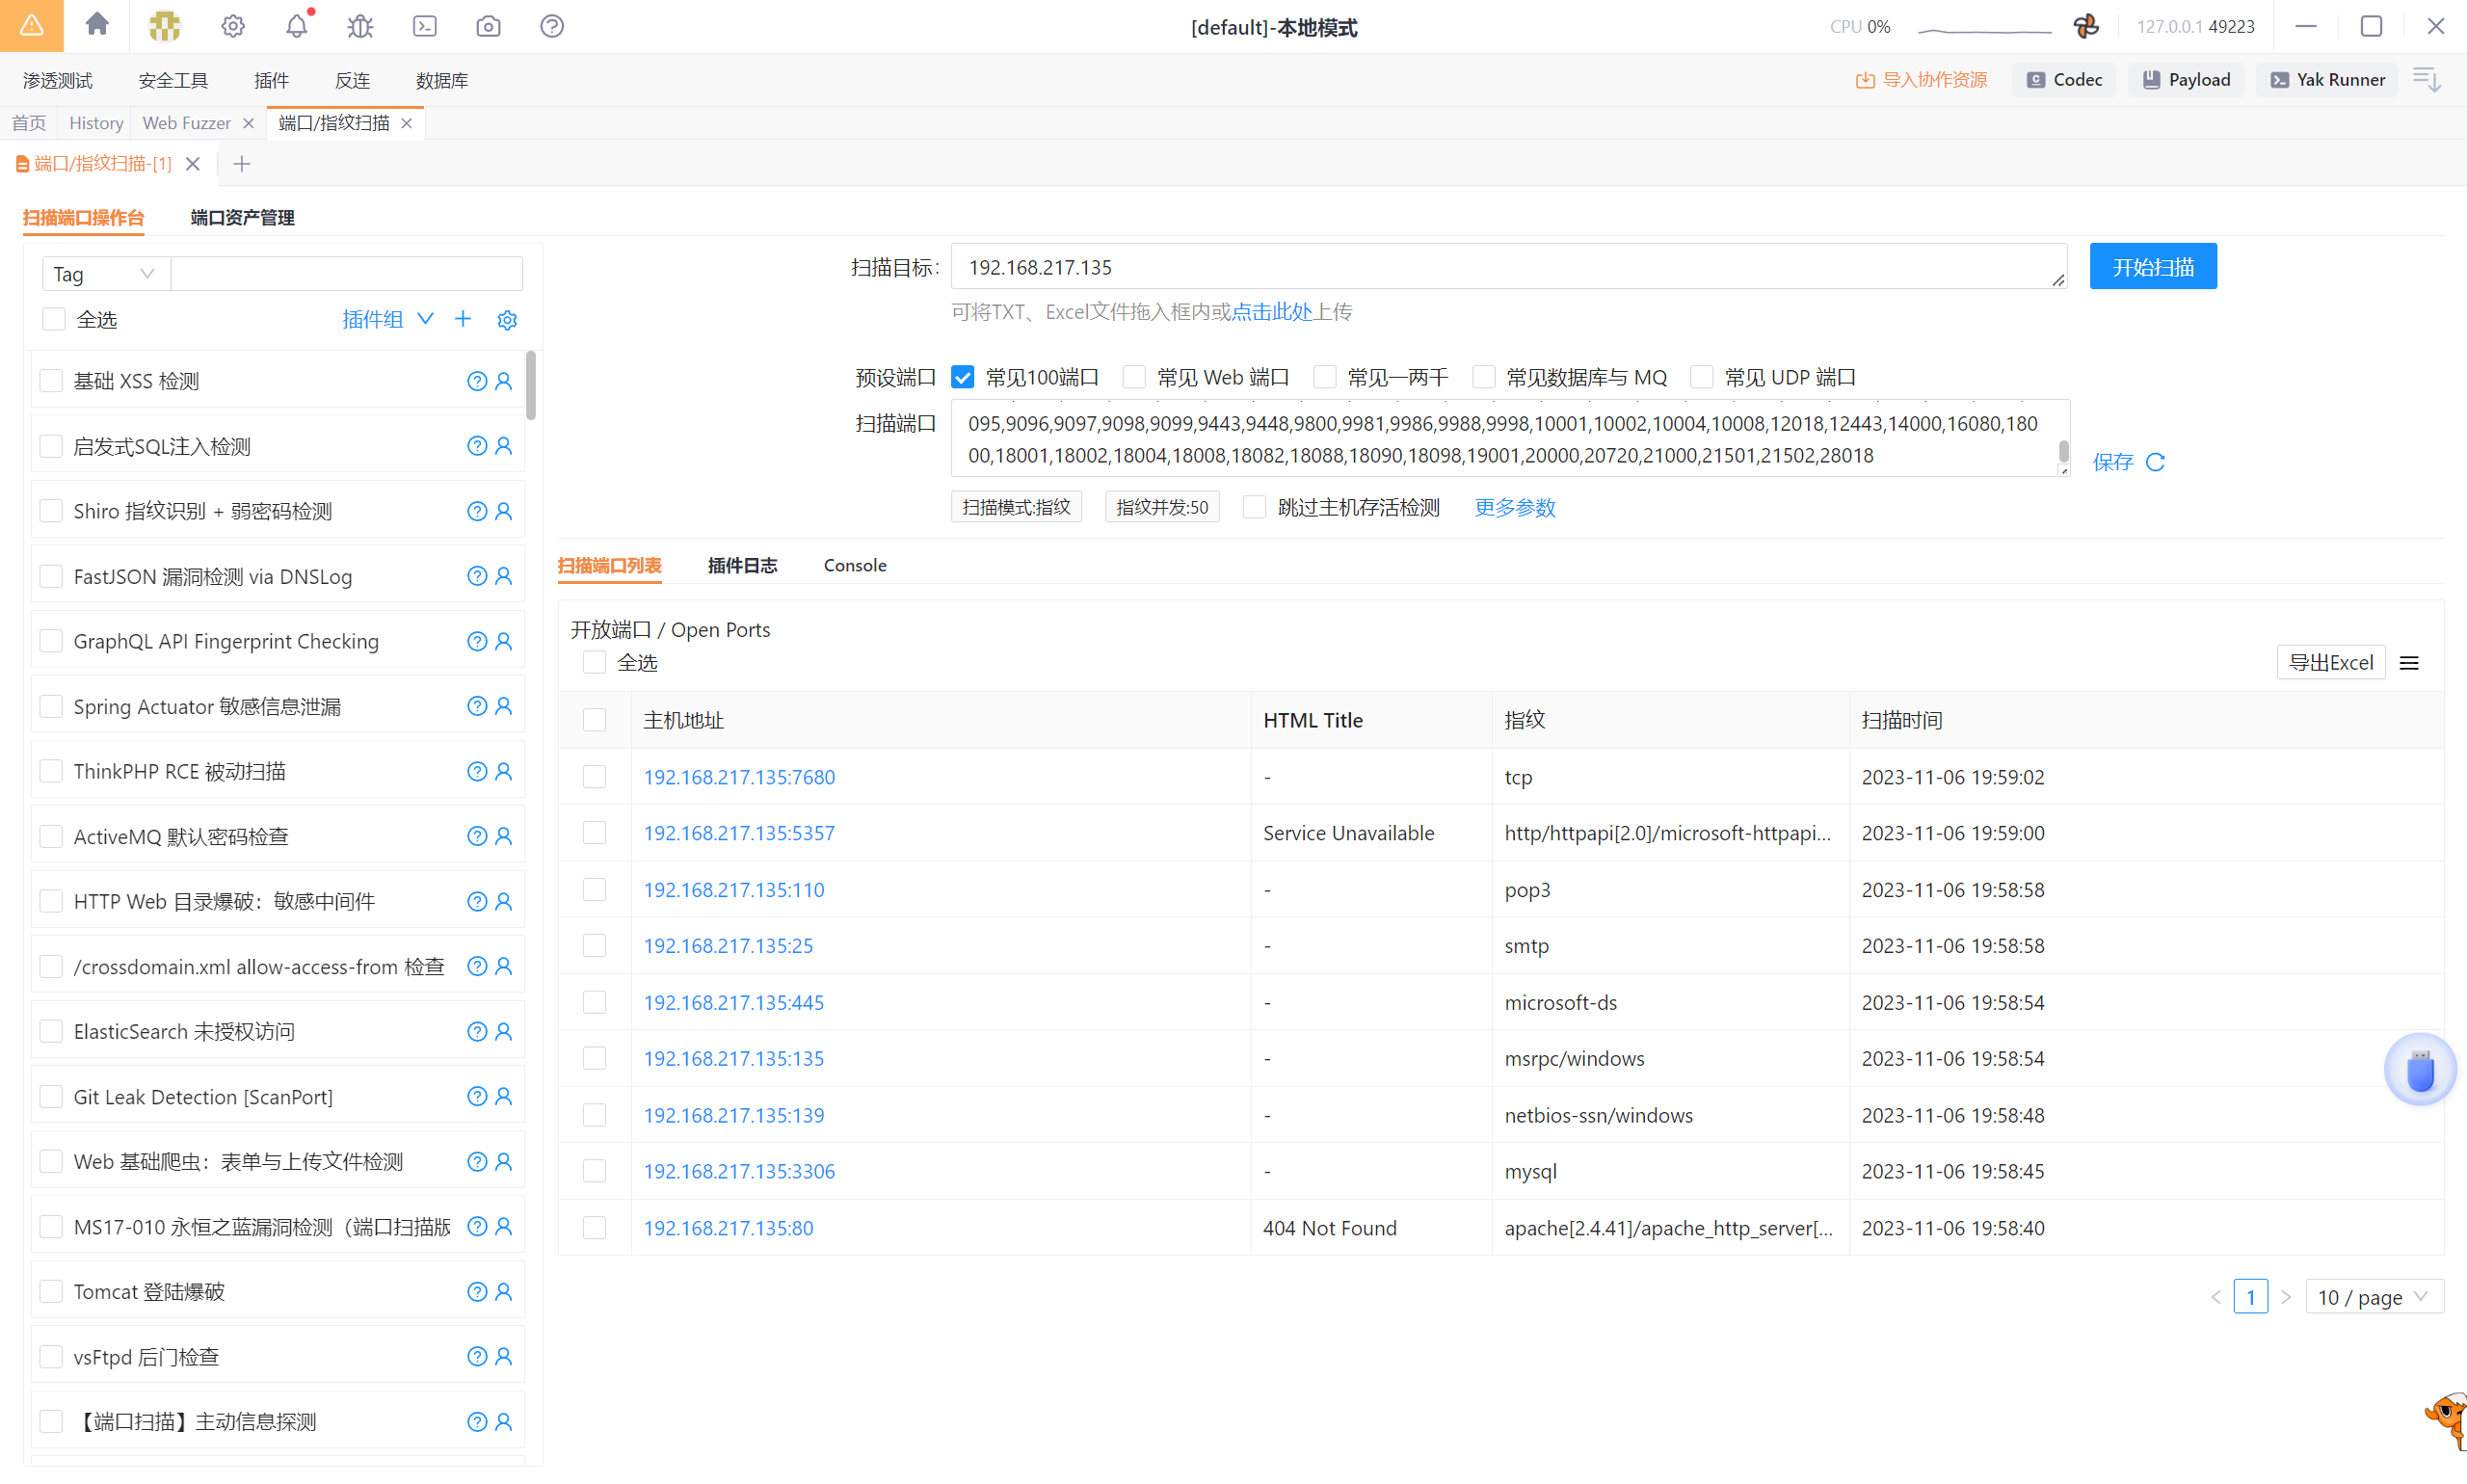 [default]-本地模式
CPU 0%
127.0.0.1 49223
渗透测试 安全工具 插件 反连 数据库
导入协作资源 Codec Payload Yak Runner
首页 History Web Fuzzer 端口/指纹扫描
端口/指纹扫描-[1]
扫描端口操作台 端口资产管理
Tag
全选 插件组
基础 XSS 检测
启发式SQL注入检测
Shiro 指纹识别 + 弱密码检测
FastJSON 漏洞检测 via DNSLog
GraphQL API Fingerprint Checking
Spring Actuator 敏感信息泄漏
ThinkPHP RCE 被动扫描
ActiveMQ 默认密码检查
HTTP Web 目录爆破：敏感中间件
/crossdomain.xml allow-access-from 检查
ElasticSearch 未授权访问
Git Leak Detection [ScanPort]
Web 基础爬虫：表单与上传文件检测
MS17-010 永恒之蓝漏洞检测（端口扫描版
Tomcat 登陆爆破
vsFtpd 后门检查
【端口扫描】主动信息探测
扫描目标: 192.168.217.135 开始扫描
可将TXT、Excel文件拖入框内或点击此处上传
预设端口 常见100端口 常见 Web 端口 常见一两千 常见数据库与 MQ 常见 UDP 端口
扫描端口 095,9096,9097,9098,9099,9443,9448,9800,9981,9986,9988,9998,10001,10002,10004,10008,12018,12443,14000,16080,180
00,18001,18002,18004,18008,18082,18088,18090,18098,19001,20000,20720,21000,21501,21502,28018
保存
扫描模式:指纹 指纹并发:50 跳过主机存活检测 更多参数
扫描端口列表 插件日志 Console
开放端口 / Open Ports
全选 导出Excel
主机地址 HTML Title 指纹 扫描时间
192.168.217.135:7680 - tcp 2023-11-06 19:59:02
192.168.217.135:5357 Service Unavailable http/httpapi[2.0]/microsoft-httpapi... 2023-11-06 19:59:00
192.168.217.135:110 - pop3 2023-11-06 19:58:58
192.168.217.135:25 - smtp 2023-11-06 19:58:58
192.168.217.135:445 - microsoft-ds 2023-11-06 19:58:54
192.168.217.135:135 - msrpc/windows 2023-11-06 19:58:54
192.168.217.135:139 - netbios-ssn/windows 2023-11-06 19:58:48
192.168.217.135:3306 - mysql 2023-11-06 19:58:45
192.168.217.135:80 404 Not Found apache[2.4.41]/apache_http_server[... 2023-11-06 19:58:40
< 1 > 10 / page